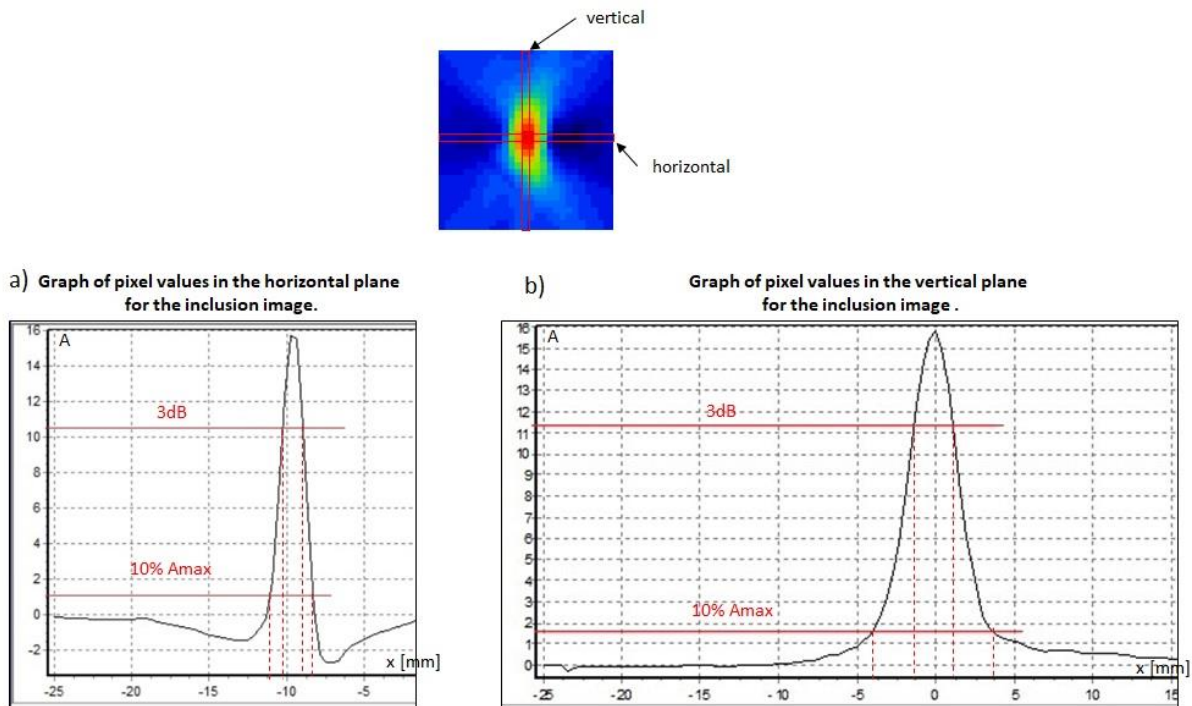 vertical
horizontal
a) Graph of pixel values in the horizontal plane
for the inclusion image.
16
A
14
12
3dB
10
8
6
4
10% Amax
2
0
-2
x [mm]
-25
-20
-15
-10
-5
b) Graph of pixel values in the vertical plane
for the inclusion image .
16
A
15
14
13
3dB
12
11
10
9
8
7
6
5
4
3
10% Amax
2
1
0
x [mm]
-25
-20
-15
-10
-5
0
5
10
15